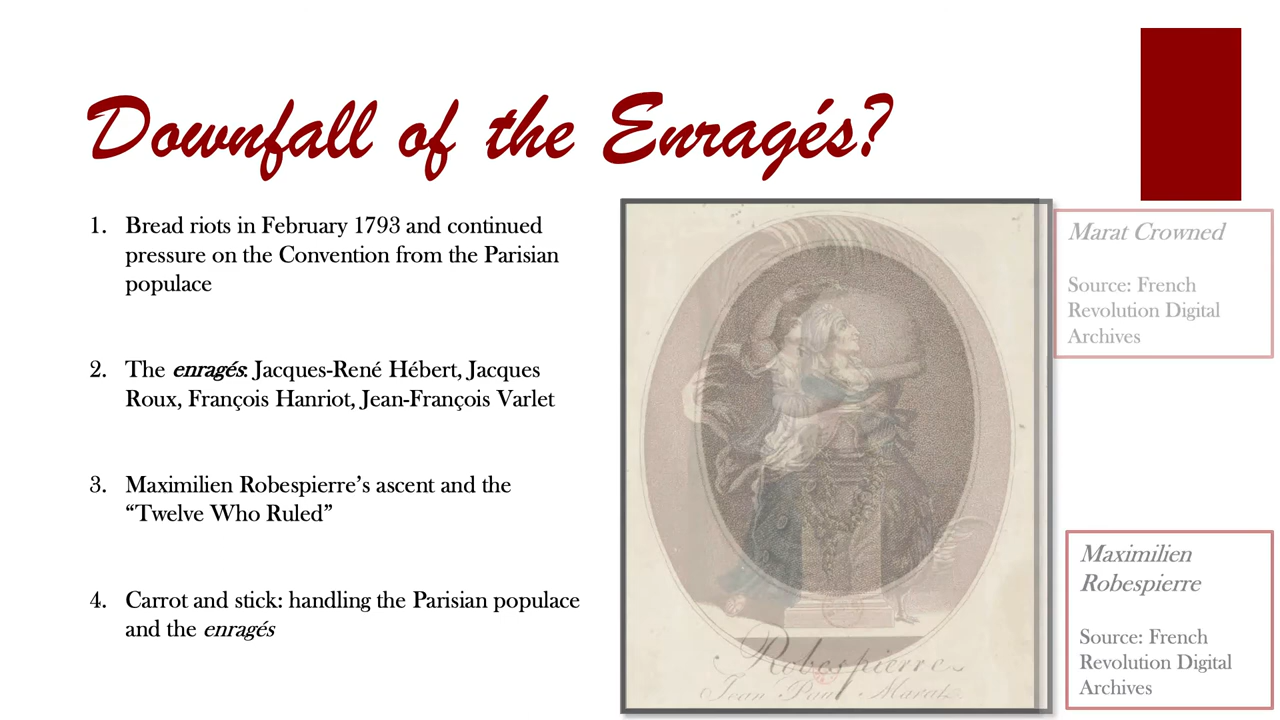 Downfall of the Enragés?
1. Bread riots in February 1793 and continued
pressure on the Convention from the Parisian
populace
2. The enragés: Jacques-René Hébert, Jacques
Roux, François Hanriot, Jean-François Varlet
3. Maximilien Robespierre’s ascent and the
“Twelve Who Ruled”
4. Carrot and stick: handling the Parisian populace
and the enragés
Robespierre
Jean Paul Marat
Marat Crowned
Source: French
Revolution Digital
Archives
Maximilien
Robespierre
Source: French
Revolution Digital
Archives